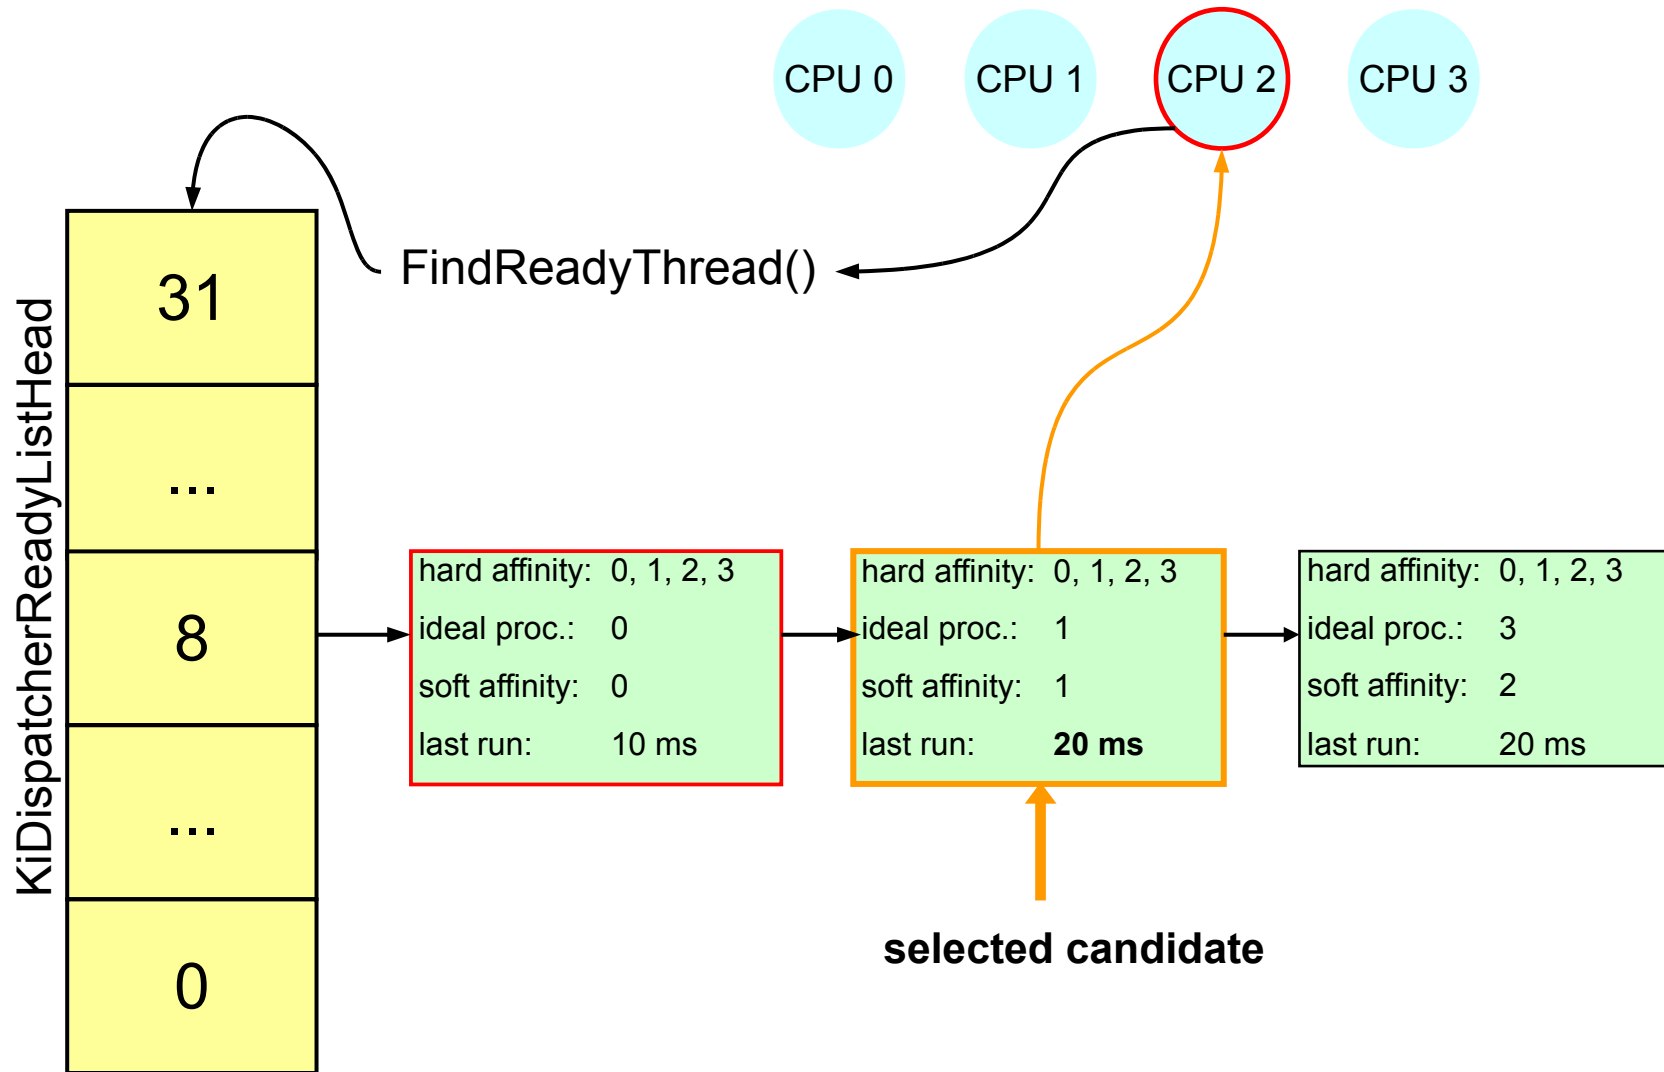 CPU 0
CPU 1
CPU 2
CPU 3
FindReadyThread()
KiDispatcherReadyListHead
31
...
8
...
0
hard affinity: 0, 1, 2, 3
ideal proc.: 0
soft affinity: 0
last run: 10 ms
hard affinity: 0, 1, 2, 3
ideal proc.: 1
soft affinity: 1
last run: 20 ms
hard affinity: 0, 1, 2, 3
ideal proc.: 3
soft affinity: 2
last run: 20 ms
selected candidate